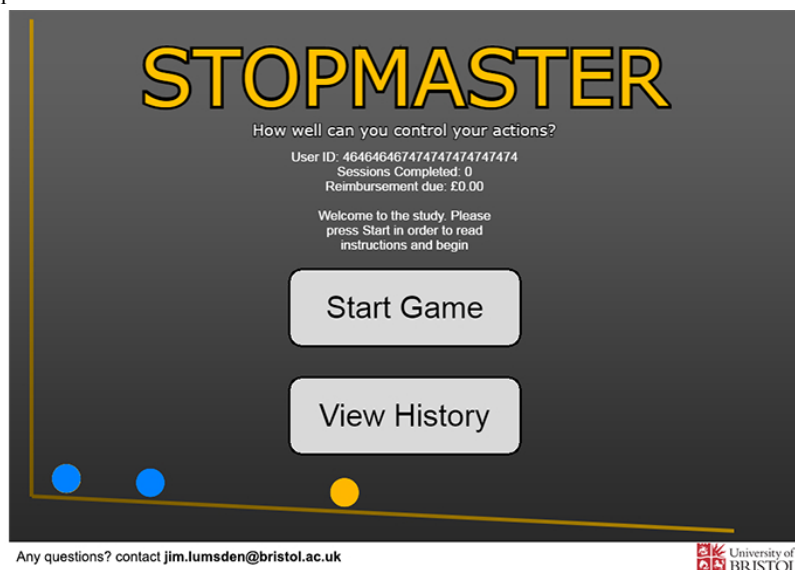 STOPMASTER
How well can you control your actions?
User ID: 464646467474747474747474
Sessions Completed: 0
Reimbursement due: £0.00
Welcome to the study. Please
press Start in order to read
instructions and begin
Start Game
View History
Any questions? contact jim.lumsden@bristol.ac.uk
University of
BRISTOL